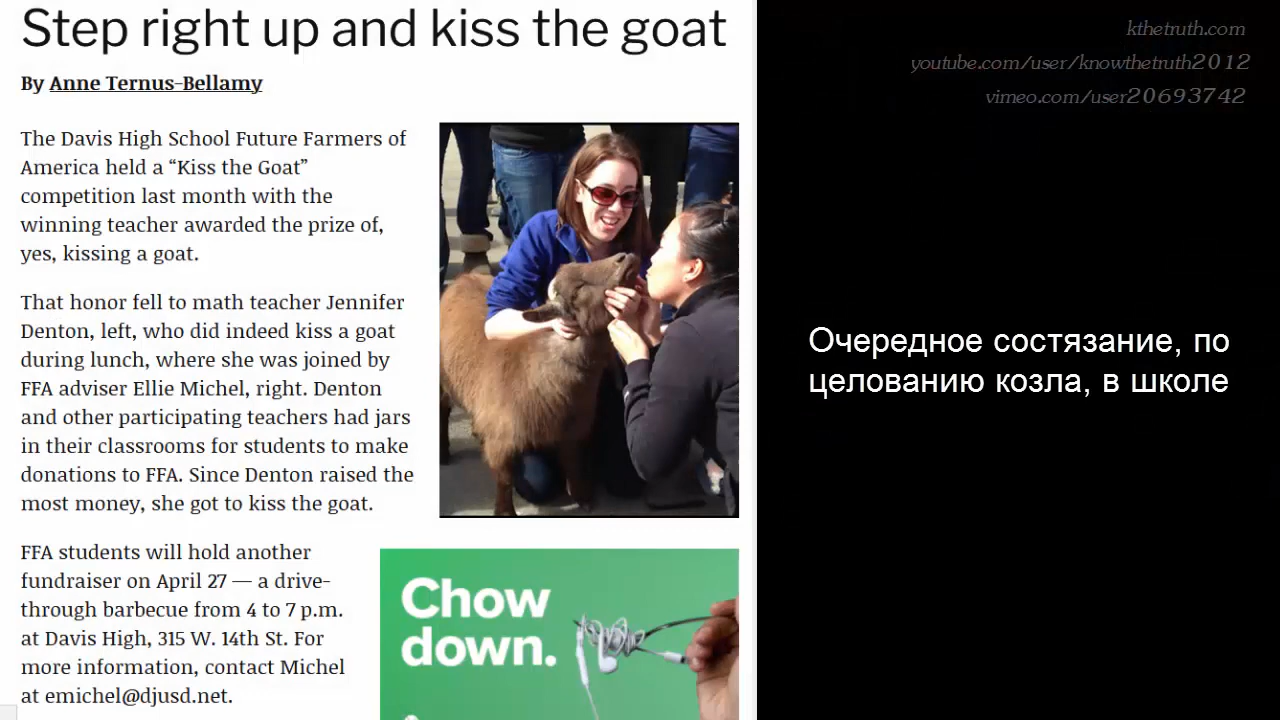 Step right up and kiss the goat
By Anne Ternus-Bellamy
The Davis High School Future Farmers of
America held a “Kiss the Goat”
competition last month with the
winning teacher awarded the prize of,
yes, kissing a goat.
That honor fell to math teacher Jennifer
Denton, left, who did indeed kiss a goat
during lunch, where she was joined by
FFA adviser Ellie Michel, right. Denton
and other participating teachers had jars
in their classrooms for students to make
donations to FFA. Since Denton raised the
most money, she got to kiss the goat.
FFA students will hold another
fundraiser on April 27 — a drive-
through barbecue from 4 to 7 p.m.
at Davis High, 315 W. 14th St. For
more information, contact Michel
at emichel@djusd.net.
Chow
down.
kthetruth.com
youtube.com/user/knowthetruth2012
vimeo.com/user20693742
Очередное состязание, по
целованию козла, в школе